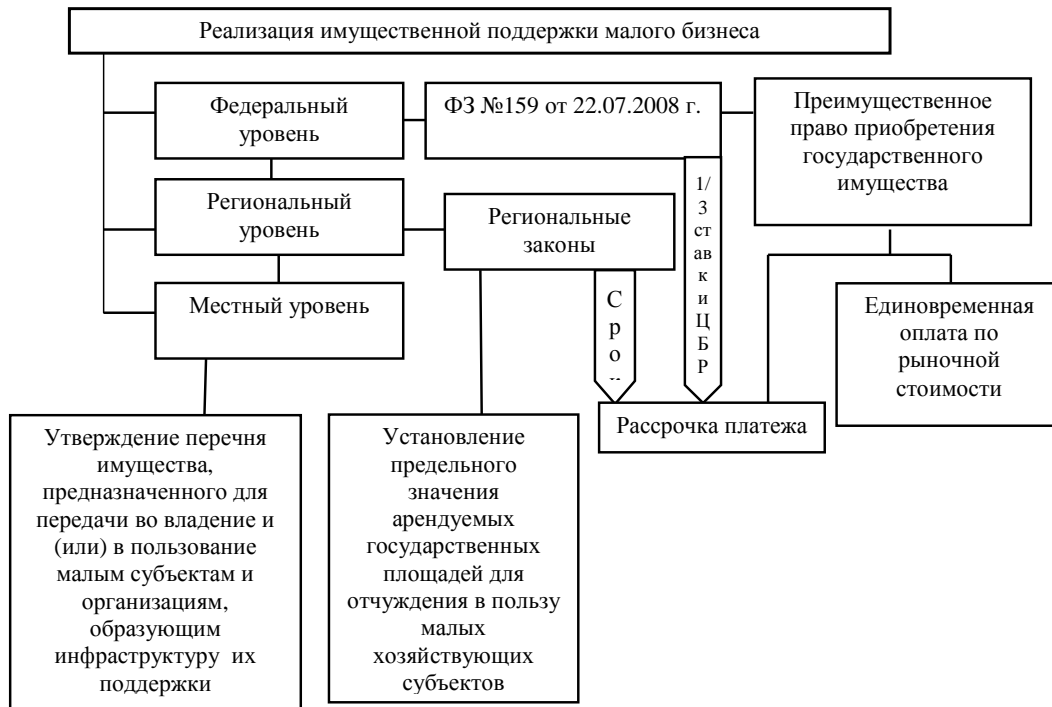 Реализация имущественной поддержки малого бизнеса
Федеральный
уровень
ФЗ №159 от 22.07.2008 г.
Преимущественное
право приобретения
государственного
имущества
Региональный
уровень
Региональные
законы
1/
3
ст
ав
к
и
Ц
Б
Р
Местный уровень
С
р
о
к
Единовременная
оплата по
рыночной
стоимости
Рассрочка платежа
Утверждение перечня
имущества,
предназначенного для
передачи во владение и
(или) в пользование
малым субъектам и
организациям,
образующим
инфраструктуру их
поддержки
Установление
предельного
значения
арендуемых
государственных
площадей для
отчуждения в пользу
малых
хозяйствующих
субъектов